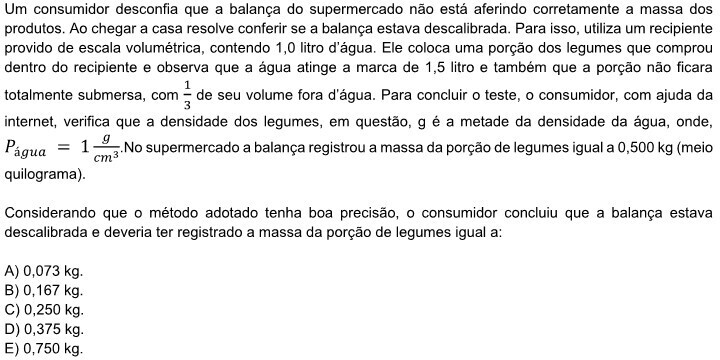 Um consumidor desconfia que a balança do supermercado não está aferindo corretamente a massa dos
produtos. Ao chegar a casa resolve conferir se a balança estava descalibrada. Para isso, utiliza um recipiente
provido de escala volumétrica, contendo 1,0 litro d'água. Ele coloca uma porção dos legumes que comprou
dentro do recipiente e observa que a água atinge a marca de 1,5 litro e também que a porção não ficara
totalmente submersa, com 1/3 de seu volume fora d'água. Para concluir o teste, o consumidor, com ajuda da
internet, verifica que a densidade dos legumes, em questão, g é a metade da densidade da água, onde,
P_água = 1 g/cm³.No supermercado a balança registrou a massa da porção de legumes igual a 0,500 kg (meio
quilograma).
Considerando que o método adotado tenha boa precisão, o consumidor concluiu que a balança estava
descalibrada e deveria ter registrado a massa da porção de legumes igual a:
A) 0,073 kg.
B) 0,167 kg.
C) 0,250 kg.
D) 0,375 kg.
E) 0,750 kg.